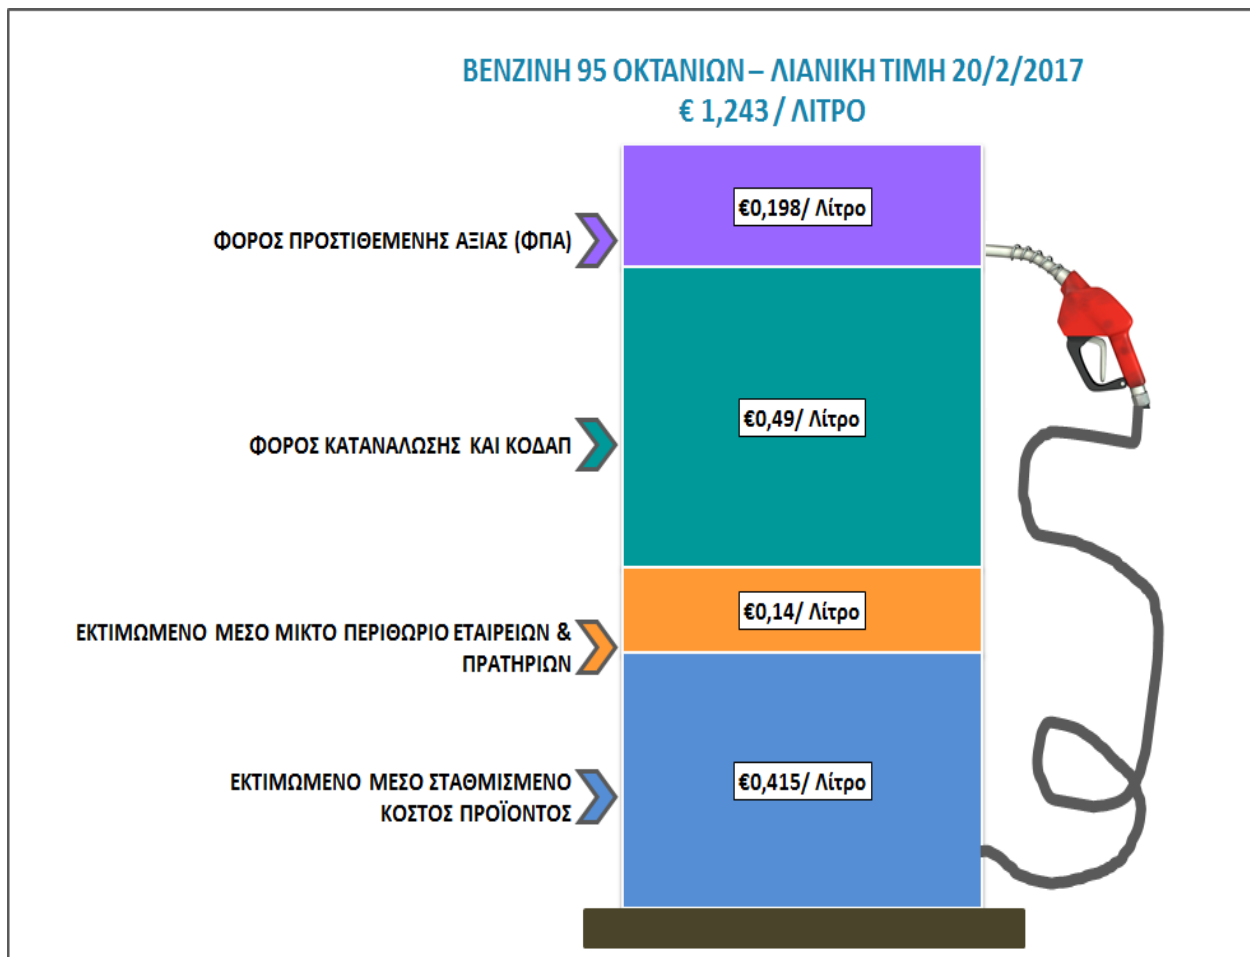 ΒΕΝΖΙΝΗ 95 ΟΚΤΑΝΙΩΝ – ΛΙΑΝΙΚΗ ΤΙΜΗ 20/2/2017
€ 1,243 / ΛΙΤΡΟ
€0,198/ Λίτρο
ΦΟΡΟΣ ΠΡΟΣΤΙΘΕΜΕΝΗΣ ΑΞΙΑΣ (ΦΠΑ)
€0,49/ Λίτρο
ΦΟΡΟΣ ΚΑΤΑΝΑΛΩΣΗΣ ΚΑΙ ΚΟΔΑΠ
€0,14/ Λίτρο
ΕΚΤΙΜΩΜΕΝΟ ΜΕΣΟ ΜΙΚΤΟ ΠΕΡΙΘΩΡΙΟ ΕΤΑΙΡΕΙΩΝ &
ΠΡΑΤΗΡΙΩΝ
€0,415/ Λίτρο
ΕΚΤΙΜΩΜΕΝΟ ΜΕΣΟ ΣΤΑΘΜΙΣΜΕΝΟ
ΚΟΣΤΟΣ ΠΡΟΪΟΝΤΟΣ